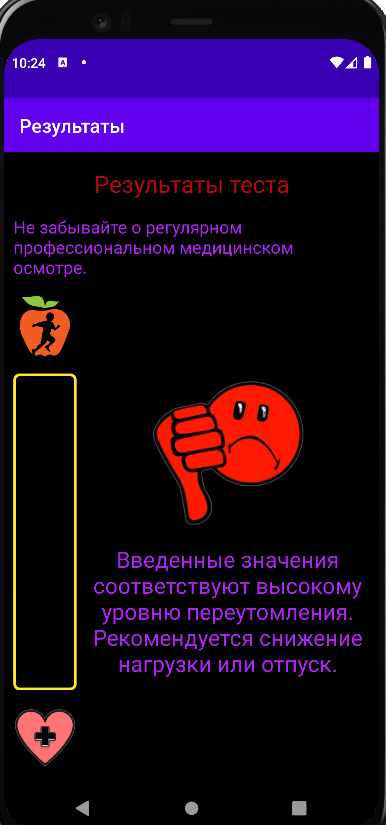 10:24 A
Результаты
Результаты теста
Не забывайте о регулярном
профессиональном медицинском
осмотре.
Введенные значения
соответствуют высокому
уровню переутомления.
Рекомендуется снижение
нагрузки или отпуск.